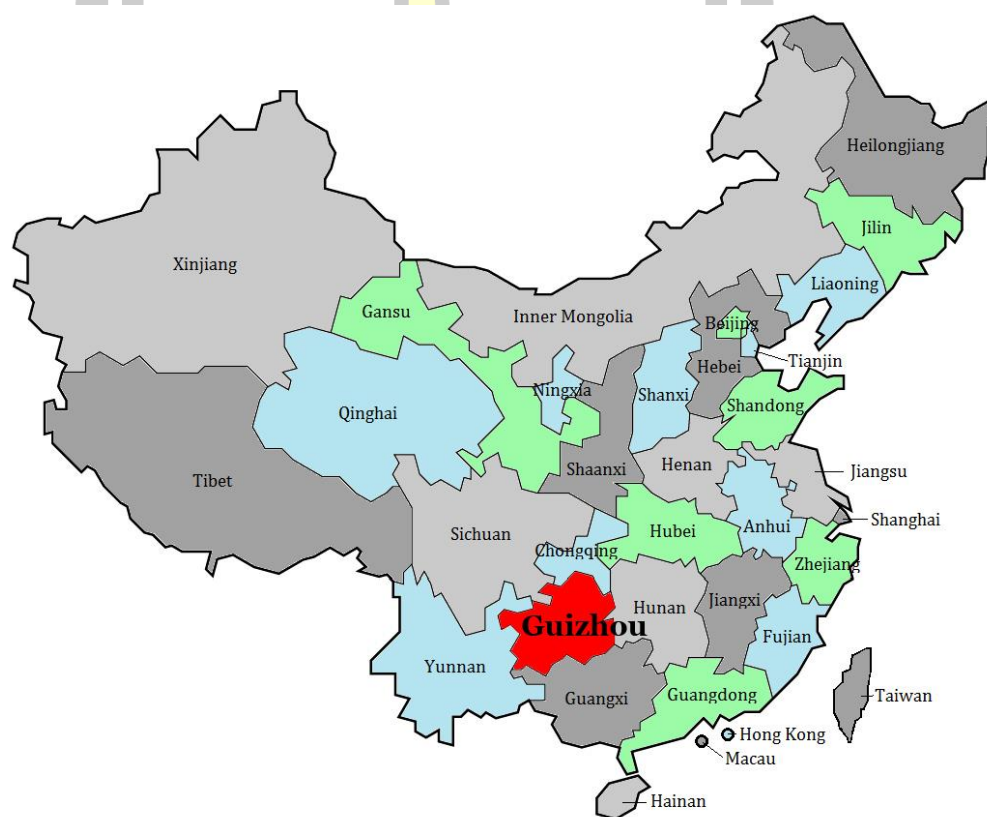 Heilongjiang
Jilin
Xinjiang
Liaoning
Gansu
Inner Mongolia
Beijing
Tianjin
Hebei
Ningxia
Shanxi
Shandong
Qinghai
Henan
Shaanxi
Jiangsu
Tibet
Shanghai
Sichuan
Hubei
Anhui
Chongqing
Zhejiang
Jiangxi
Hunan
Guizhou
Fujian
Yunnan
Guangxi
Guangdong
Taiwan
Hong Kong
Macau
Hainan